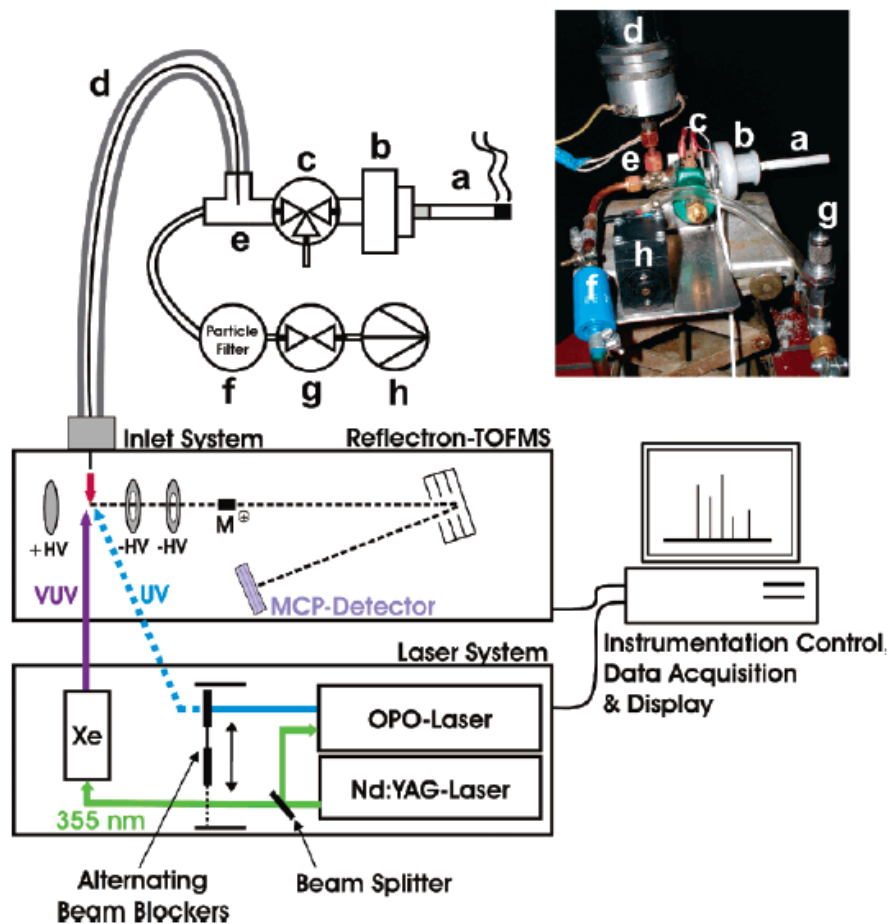 d
c
b
a
e
Particle
Filter
f
g
h
d
c
b
a
e
g
h
f
Inlet System
Reflectron-TOFMS
+HV
-HV
-HV
M⊕
VUV
UV
MCP-Detector
Instrumentation Control,
Data Acquisition
& Display
Laser System
Xe
OPO-Laser
Nd:YAG-Laser
355 nm
Alternating
Beam Blockers
Beam Splitter